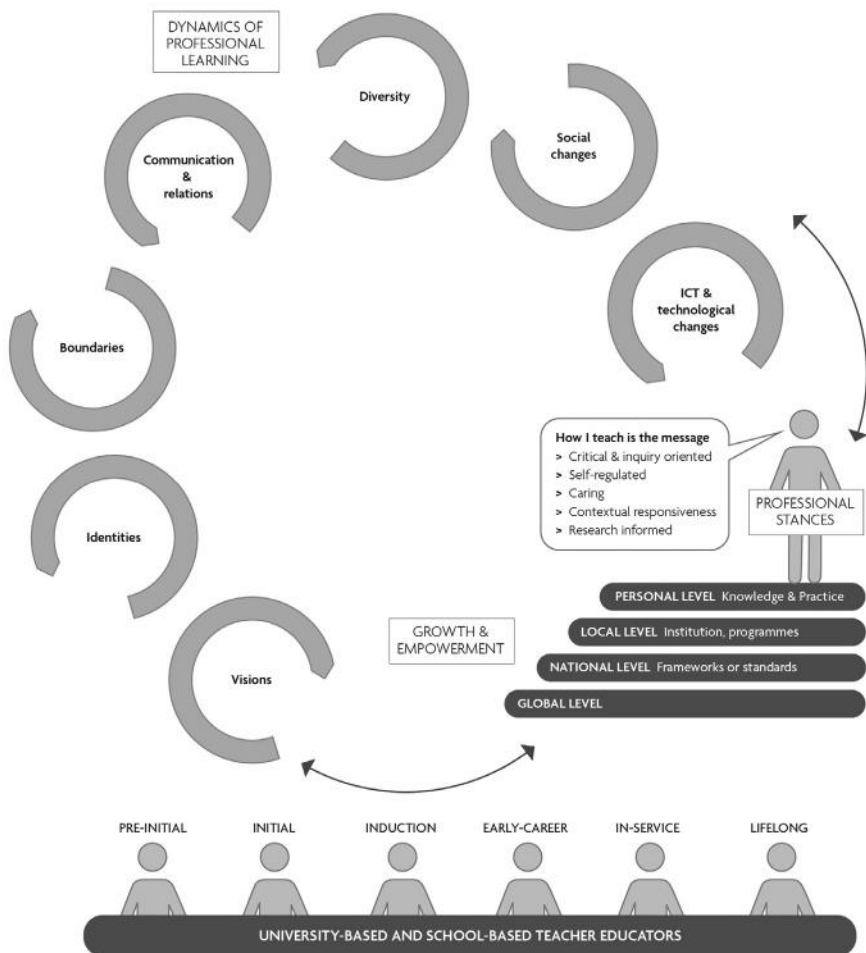 DYNAMICS OF
PROFESSIONAL
LEARNING
Diversity
Social
changes
Communication
&
relations
ICT &
technological
changes
Boundaries
How I teach is the message
> Critical & inquiry oriented
> Self-regulated
> Caring
> Contextual responsiveness
> Research informed
PROFESSIONAL
STANCES
Identities
PERSONAL LEVEL Knowledge & Practice
GROWTH &
EMPOWERMENT
LOCAL LEVEL Institution, programmes
NATIONAL LEVEL Frameworks or standards
GLOBAL LEVEL
Visions
PRE-INITIAL
INITIAL
INDUCTION
EARLY-CAREER
IN-SERVICE
LIFELONG
UNIVERSITY-BASED AND SCHOOL-BASED TEACHER EDUCATORS